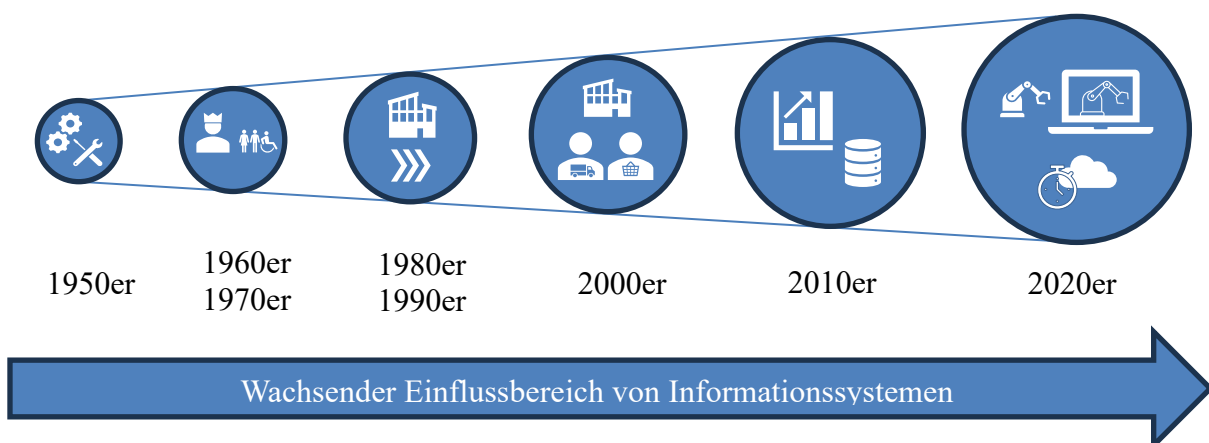 1950er
1960er
1970er
1980er
1990er
2000er
2010er
2020er
Wachsender Einflussbereich von Informationssystemen